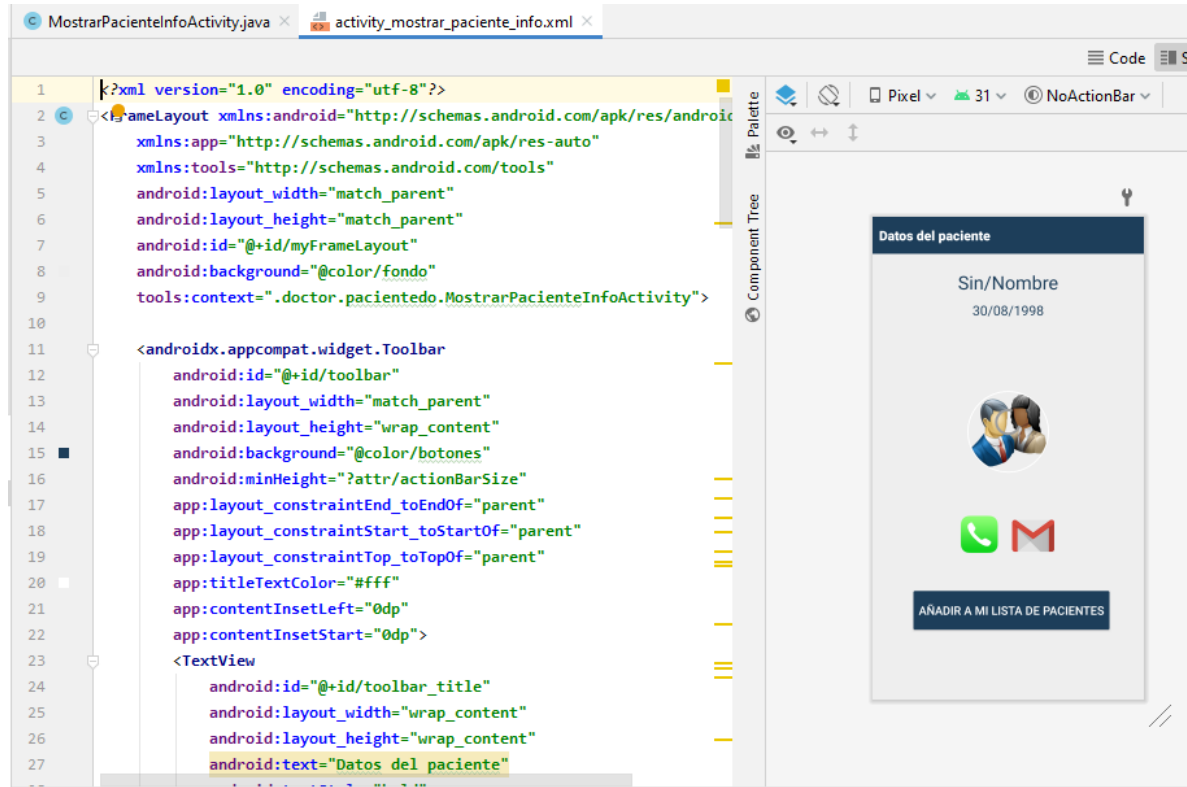 MostrarPacienteInfoActivity.java
activity_mostrar_paciente_info.xml
Code
1 <?xml version="1.0" encoding="utf-8"?>
2 <FrameLayout xmlns:android="http://schemas.android.com/apk/res/android
3 xmlns:app="http://schemas.android.com/apk/res-auto"
4 xmlns:tools="http://schemas.android.com/tools"
5 android:layout_width="match_parent"
6 android:layout_height="match_parent"
7 android:id="@+id/myFrameLayout"
8 android:background="@color/fondo"
9 tools:context=".doctor.pacientedo.MostrarPacienteInfoActivity">
10
11 <androidx.appcompat.widget.Toolbar
12 android:id="@+id/toolbar"
13 android:layout_width="match_parent"
14 android:layout_height="wrap_content"
15 android:background="@color/botones"
16 android:minHeight="?attr/actionBarSize"
17 app:layout_constraintEnd_toEndOf="parent"
18 app:layout_constraintStart_toStartOf="parent"
19 app:layout_constraintTop_toTopOf="parent"
20 app:titleTextColor="#fff"
21 app:contentInsetLeft="0dp"
22 app:contentInsetStart="0dp">
23 <TextView
24 android:id="@+id/toolbar_title"
25 android:layout_width="wrap_content"
26 android:layout_height="wrap_content"
27 android:text="Datos del paciente"
Palette
Component Tree
Pixel 31 NoActionBar
Datos del paciente
Sin/Nombre
30/08/1998
AÑADIR A MI LISTA DE PACIENTES